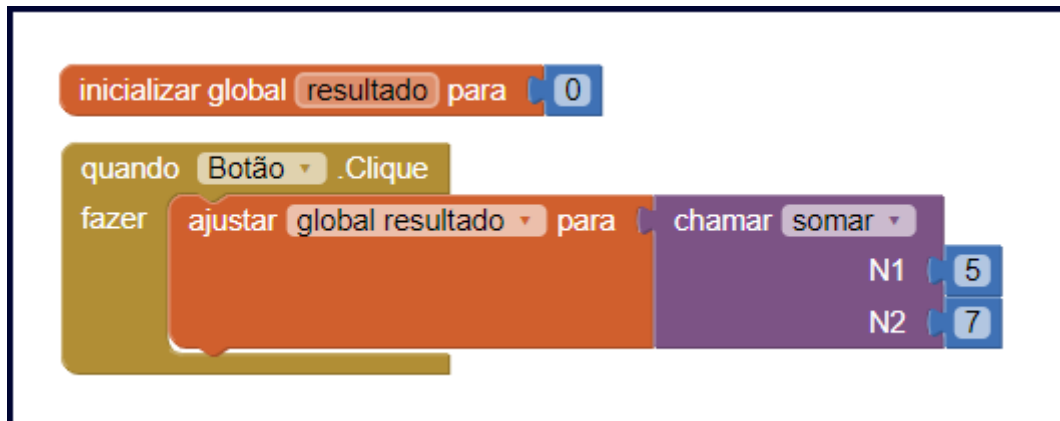 inicializar global resultado para 0
quando Botão .Clique
fazer ajustar global resultado para chamar somar
N1 5
N2 7